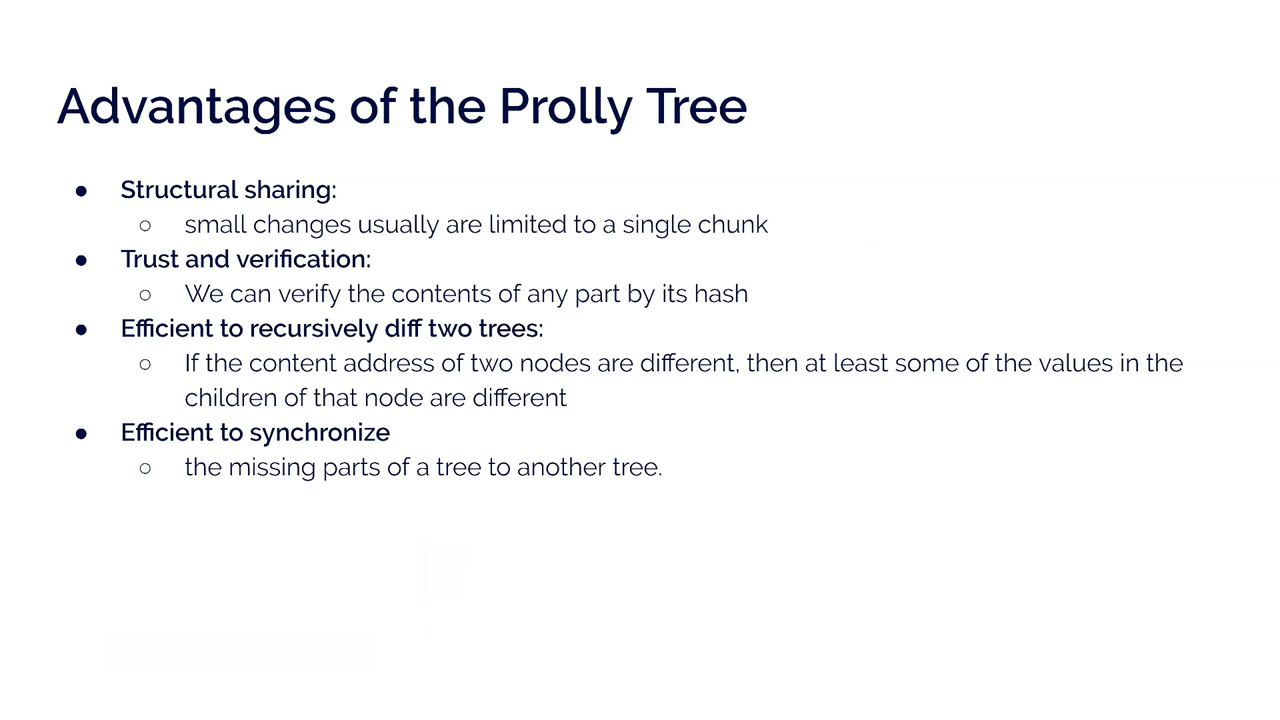 Advantages of the Prolly Tree
● Structural sharing:
○ small changes usually are limited to a single chunk
● Trust and verification:
○ We can verify the contents of any part by its hash
● Efficient to recursively diff two trees:
○ If the content address of two nodes are different, then at least some of the values in the
children of that node are different
● Efficient to synchronize
○ the missing parts of a tree to another tree.